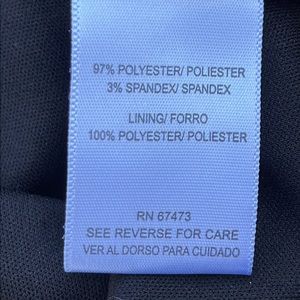 97% POLYESTER/ POLIESTER
3% SPANDEX/ SPANDEX
LINING/ FORRO
100% POLYESTER/ POLIESTER
RN 67473
SEE REVERSE FOR CARE
VER AL DORSO PARA CUIDADO